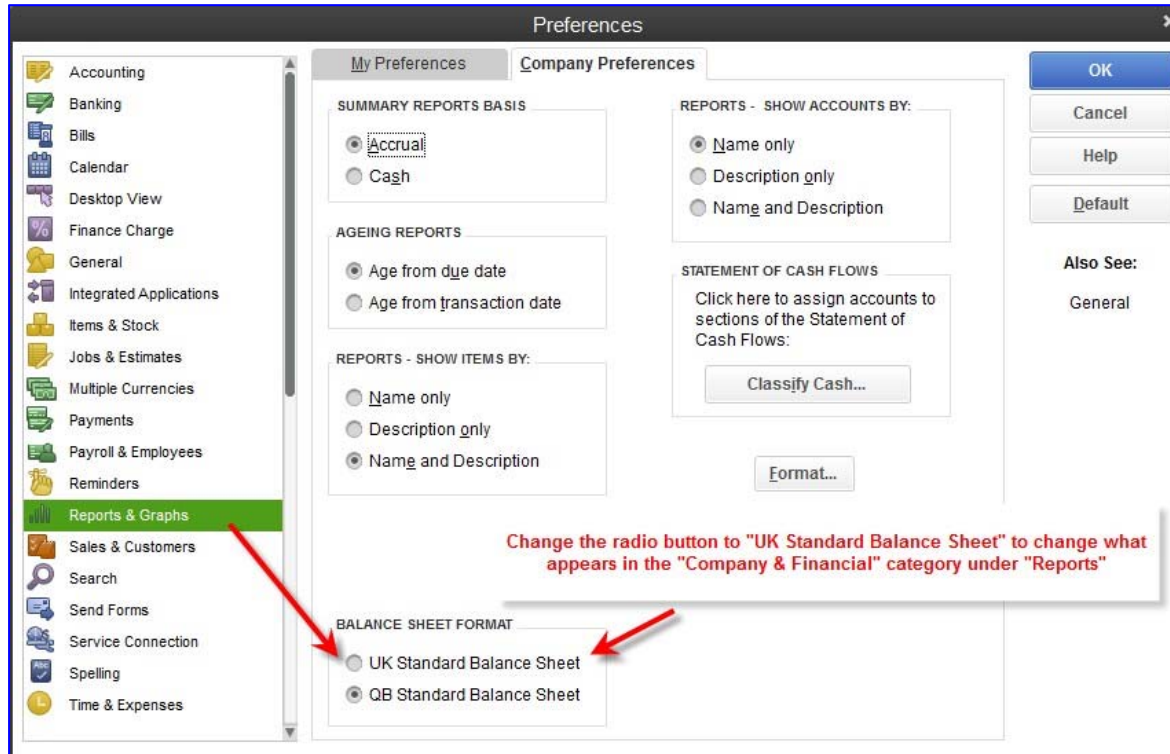 Preferences
Accounting
Banking
Bills
Calendar
Desktop View
Finance Charge
General
Integrated Applications
Items & Stock
Jobs & Estimates
Multiple Currencies
Payments
Payroll & Employees
Reminders
Reports & Graphs
Sales & Customers
Search
Send Forms
Service Connection
Spelling
Time & Expenses
My Preferences
Company Preferences
SUMMARY REPORTS BASIS
Accrual
Cash
AGEING REPORTS
Age from due date
Age from transaction date
REPORTS - SHOW ITEMS BY:
Name only
Description only
Name and Description
REPORTS - SHOW ACCOUNTS BY:
Name only
Description only
Name and Description
STATEMENT OF CASH FLOWS
Click here to assign accounts to
sections of the Statement of
Cash Flows:
Classify Cash...
Format...
Change the radio button to "UK Standard Balance Sheet" to change what
appears in the "Company & Financial" category under "Reports"
BALANCE SHEET FORMAT
UK Standard Balance Sheet
QB Standard Balance Sheet
OK
Cancel
Help
Default
Also See:
General